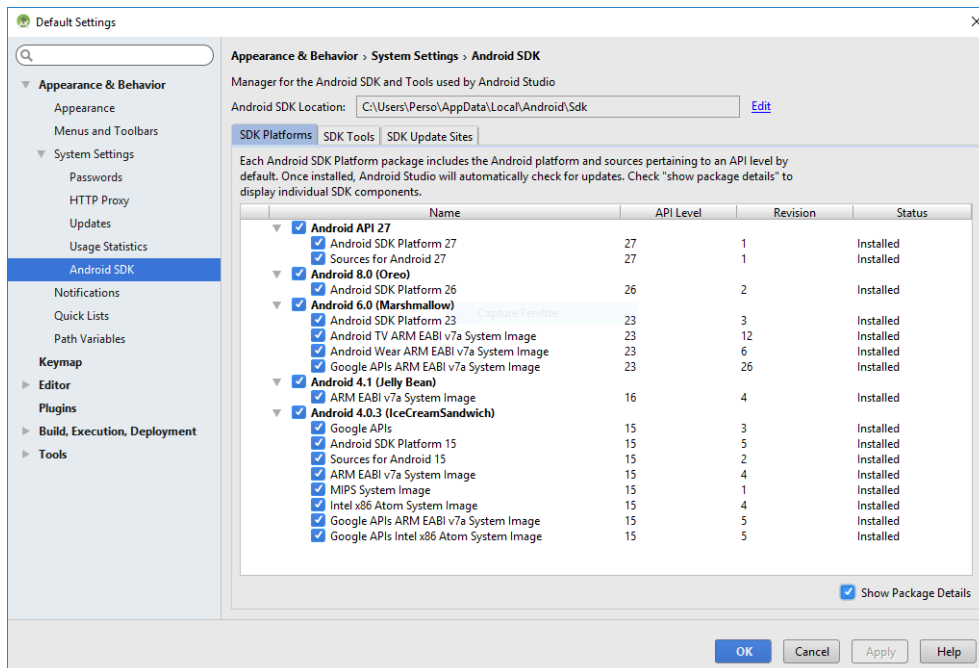 Default Settings
Appearance & Behavior
Appearance
Menus and Toolbars
System Settings
Passwords
HTTP Proxy
Updates
Usage Statistics
Android SDK
Notifications
Quick Lists
Path Variables
Keymap
Editor
Plugins
Build, Execution, Deployment
Tools
Appearance & Behavior › System Settings › Android SDK
Manager for the Android SDK and Tools used by Android Studio
Android SDK Location: C:\Users\Perso\AppData\Local\Android\Sdk Edit
SDK Platforms SDK Tools SDK Update Sites
Each Android SDK Platform package includes the Android platform and sources pertaining to an API level by
default. Once installed, Android Studio will automatically check for updates. Check "show package details" to
display individual SDK components.
Name API Level Revision Status
Android API 27
Android SDK Platform 27 27 1 Installed
Sources for Android 27 27 1 Installed
Android 8.0 (Oreo)
Android SDK Platform 26 26 2 Installed
Android 6.0 (Marshmallow)
Capture Fenêtre
Android SDK Platform 23 23 3 Installed
Android TV ARM EABI v7a System Image 23 12 Installed
Android Wear ARM EABI v7a System Image 23 6 Installed
Google APIs ARM EABI v7a System Image 23 26 Installed
Android 4.1 (Jelly Bean)
ARM EABI v7a System Image 16 4 Installed
Android 4.0.3 (IceCreamSandwich)
Google APIs 15 3 Installed
Android SDK Platform 15 15 5 Installed
Sources for Android 15 15 2 Installed
ARM EABI v7a System Image 15 4 Installed
MIPS System Image 15 1 Installed
Intel x86 Atom System Image 15 4 Installed
Google APIs ARM EABI v7a System Image 15 5 Installed
Google APIs Intel x86 Atom System Image 15 5 Installed
Show Package Details
OK Cancel Apply Help